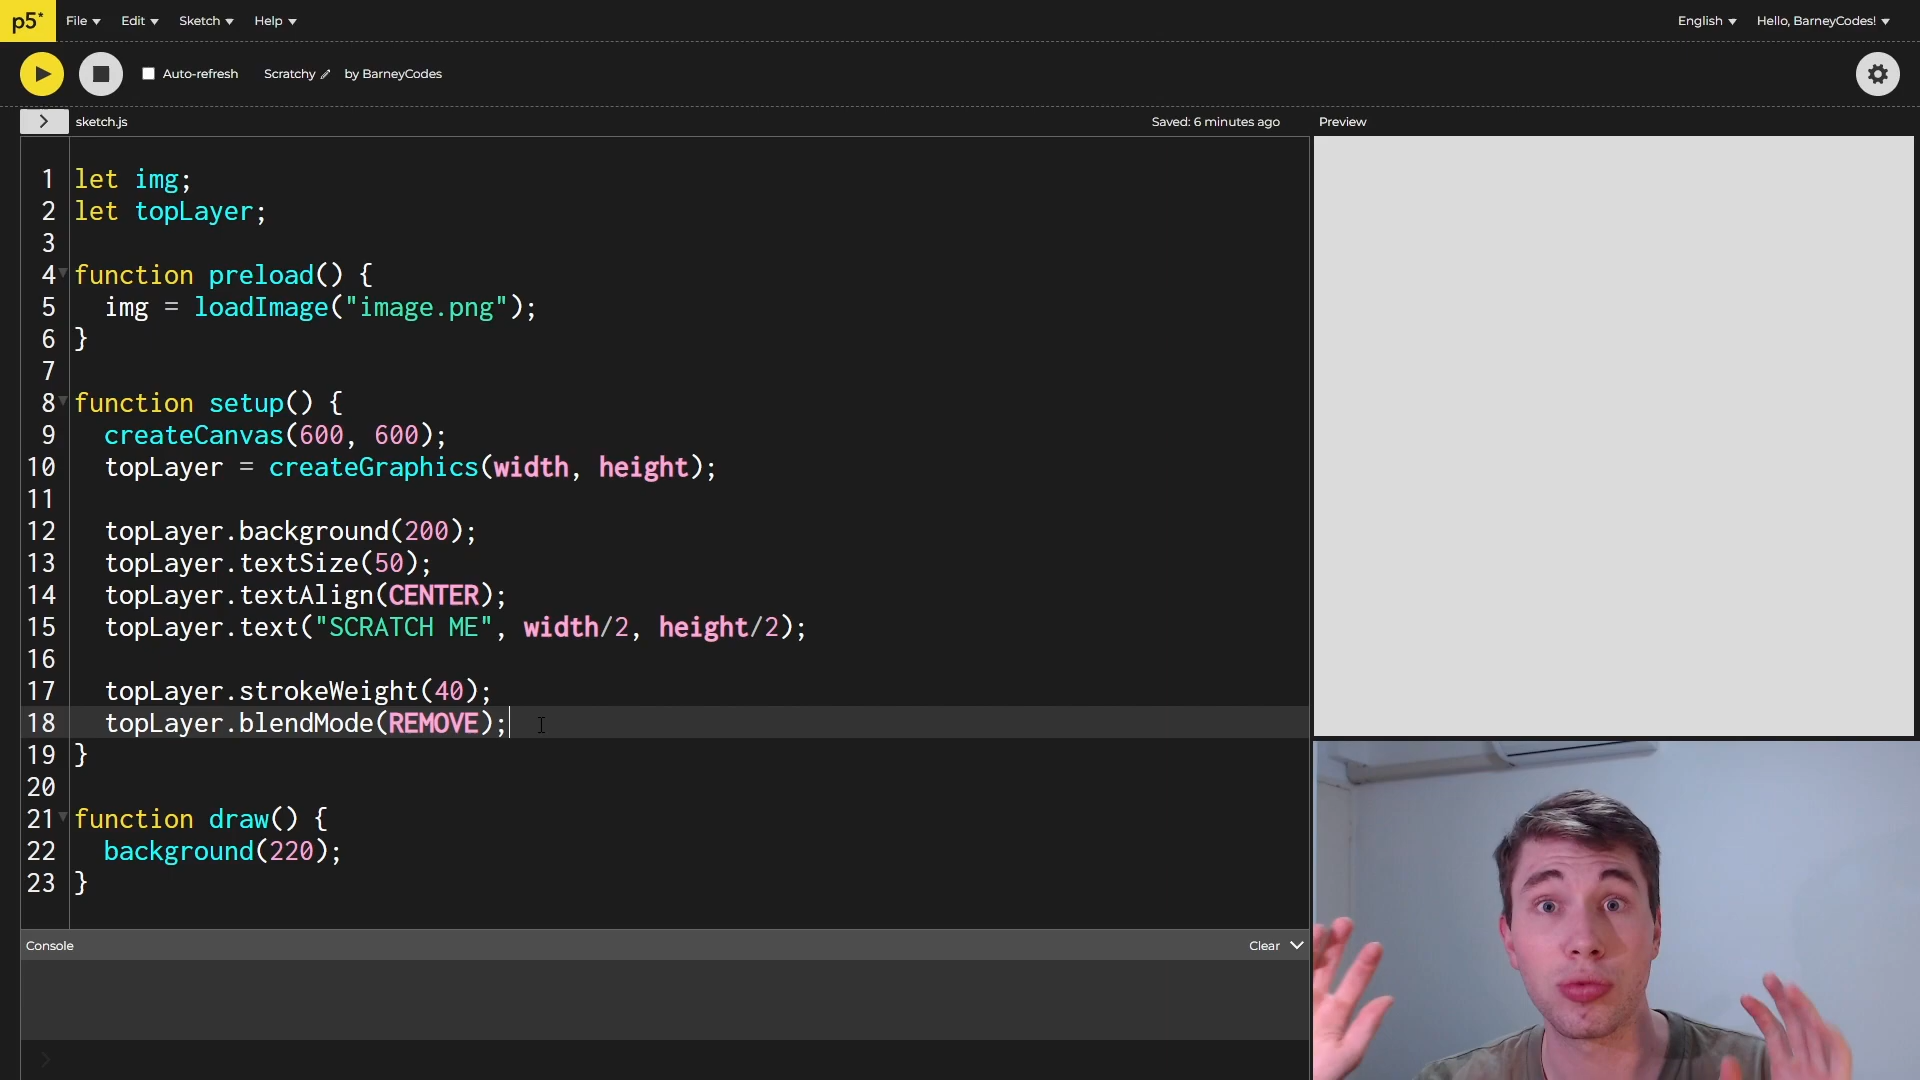 p5* File Edit Sketch Help English Hello, BarneyCodes!
Auto-refresh Scratchy by BarneyCodes
> sketch.js Saved: 6 minutes ago Preview
1 let img;
2 let topLayer;
3
4 function preload() {
5 img = loadImage("image.png");
6 }
7
8 function setup() {
9 createCanvas(600, 600);
10 topLayer = createGraphics(width, height);
11
12 topLayer.background(200);
13 topLayer.textSize(50);
14 topLayer.textAlign(CENTER);
15 topLayer.text("SCRATCH ME", width/2, height/2);
16
17 topLayer.strokeWeight(40);
18 topLayer.blendMode(REMOVE);
19 }
20
21 function draw() {
22 background(220);
23 }
Console Clear
>